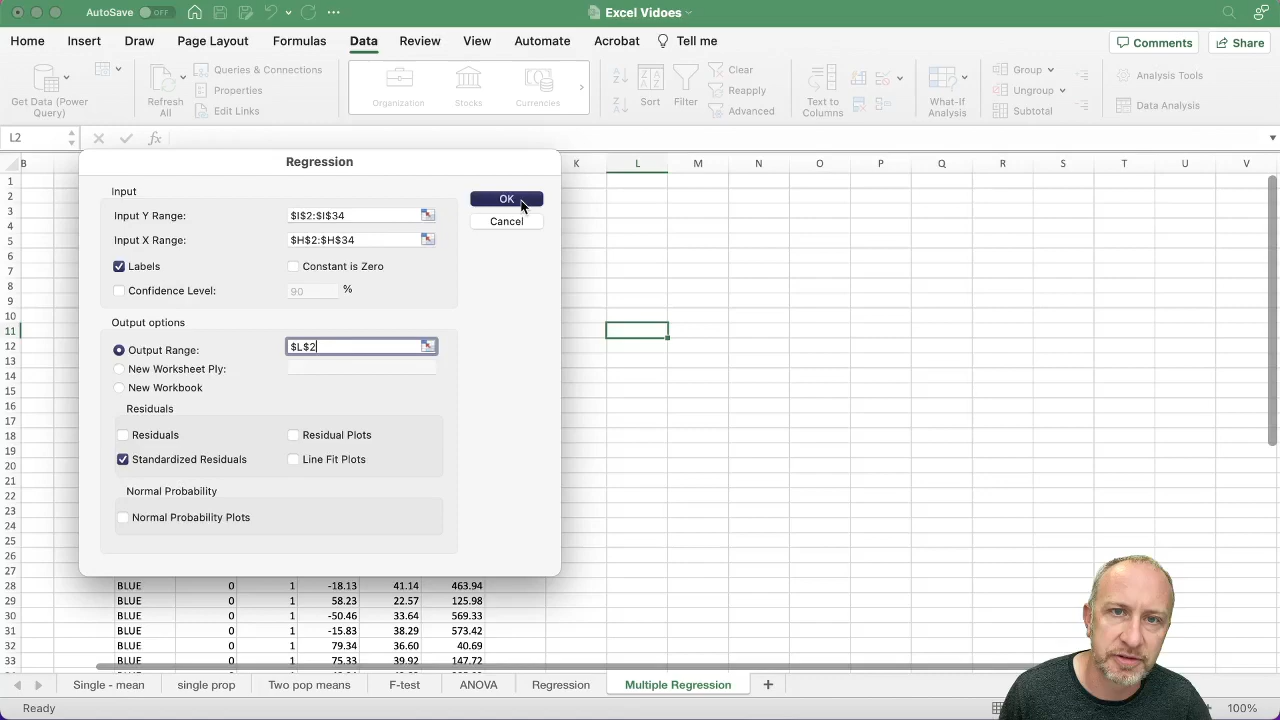 AutoSave OFF Excel Vidoes
Home Insert Draw Page Layout Formulas Data Review View Automate Acrobat Tell me Comments Share
Get Data (Power Query)
Refresh All
Queries & Connections
Properties
Edit Links
Organization Stocks Currencies
Sort Filter
Clear
Reapply
Advanced
Text to Columns
What-If Analysis
Group
Ungroup
Subtotal
Analysis Tools
Data Analysis
L2 fx
B K L M N O P Q R S T U V
Regression
Input
Input Y Range: $I$2:$I$34
Input X Range: $H$2:$H$34
Labels Constant is Zero
Confidence Level: 90 %
OK
Cancel
Output options
Output Range: $L$2
New Worksheet Ply:
New Workbook
Residuals
Residuals Residual Plots
Standardized Residuals Line Fit Plots
Normal Probability
Normal Probability Plots
1
2
3
4
5
6
7
8
9
10
11
12
13
14
15
16
17
18
19
20
21
22
23
24
25
26
27
28 BLUE 0 1 -18.13 41.14 463.94
29 BLUE 0 1 58.23 22.57 125.98
30 BLUE 0 1 -50.46 33.64 569.33
31 BLUE 0 1 -15.83 38.29 573.42
32 BLUE 0 1 79.34 36.60 40.69
33 BLUE 0 1 75.33 39.92 147.72
Single - mean single prop Two pop means F-test ANOVA Regression Multiple Regression +
Ready 100%